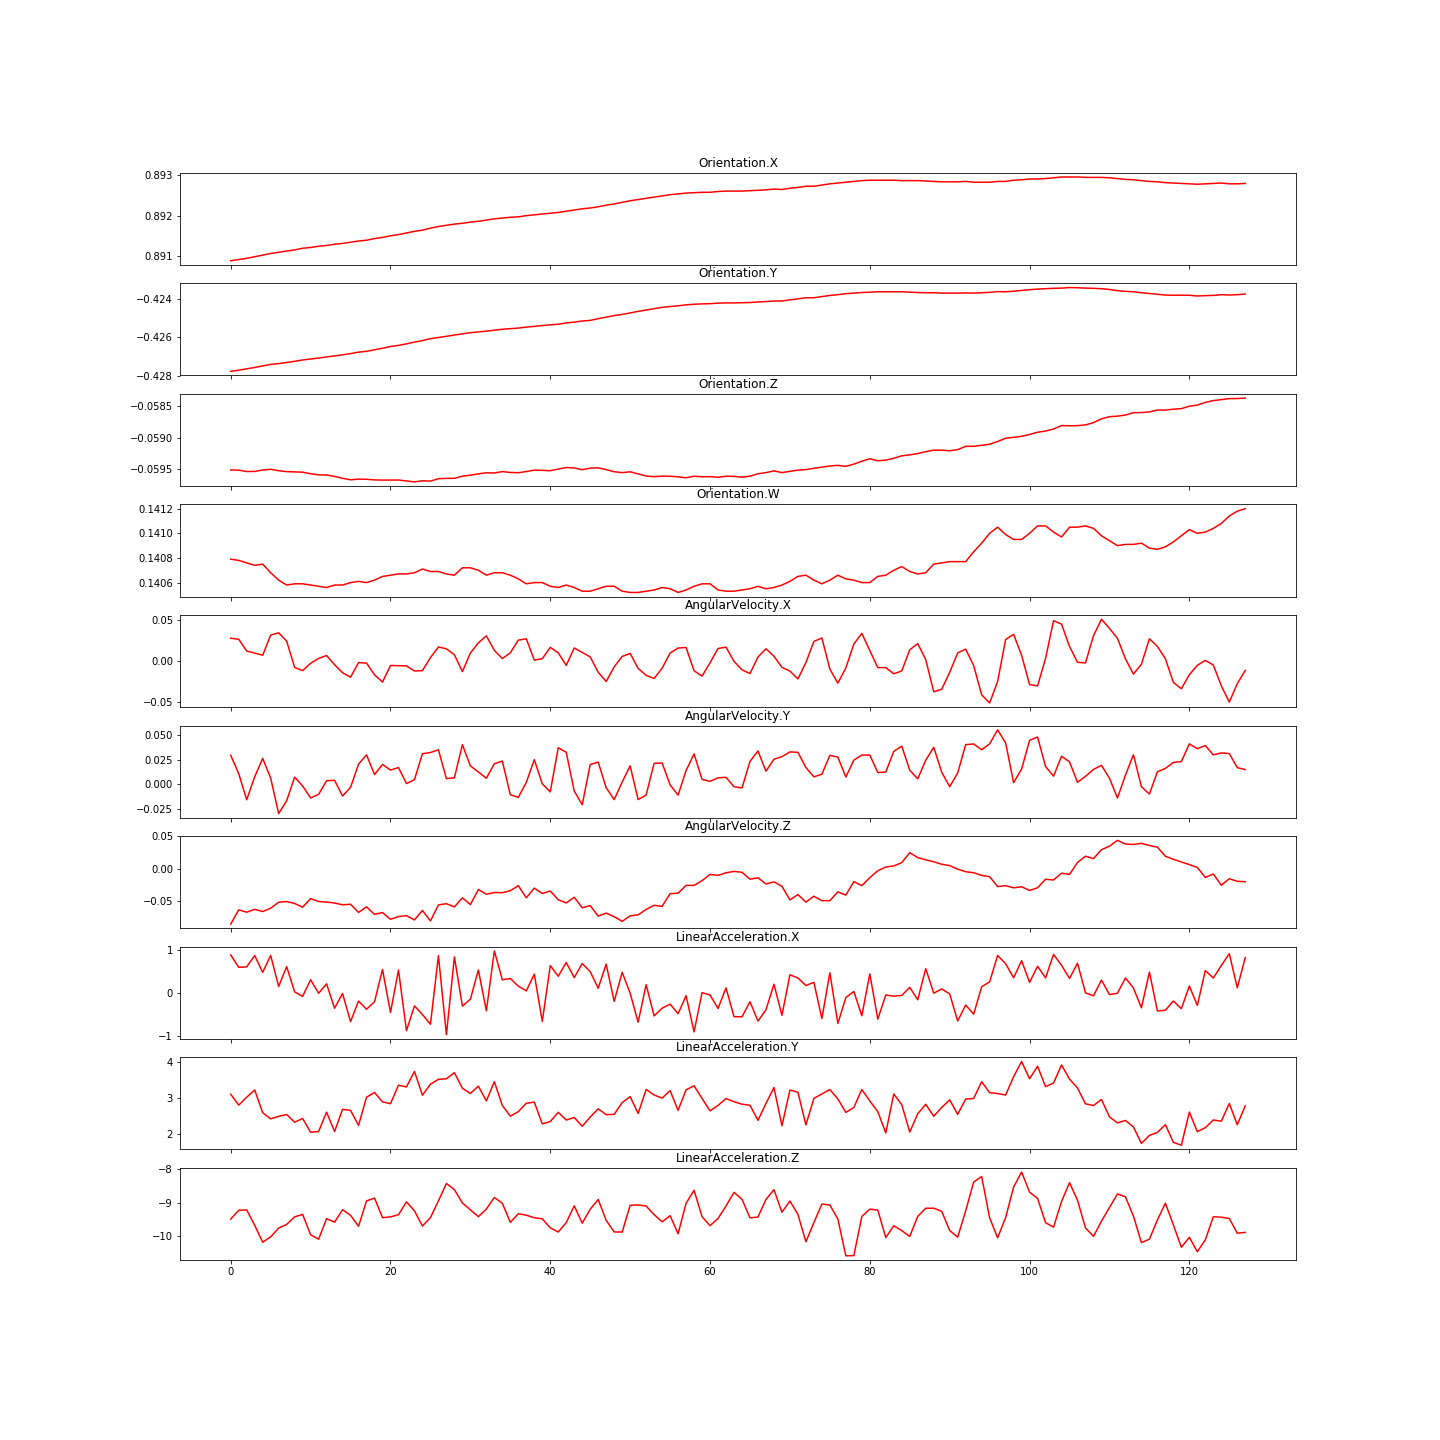 Orientation.X
0.893
0.892
0.891
Orientation.Y
−0.424
−0.426
−0.428
Orientation.Z
−0.0585
−0.0590
−0.0595
Orientation.W
0.1412
0.1410
0.1408
0.1406
AngularVelocity.X
0.05
0.00
−0.05
AngularVelocity.Y
0.050
0.025
0.000
−0.025
AngularVelocity.Z
0.05
0.00
−0.05
LinearAcceleration.X
1
0
−1
LinearAcceleration.Y
4
3
2
LinearAcceleration.Z
−8
−9
−10
0 20 40 60 80 100 120